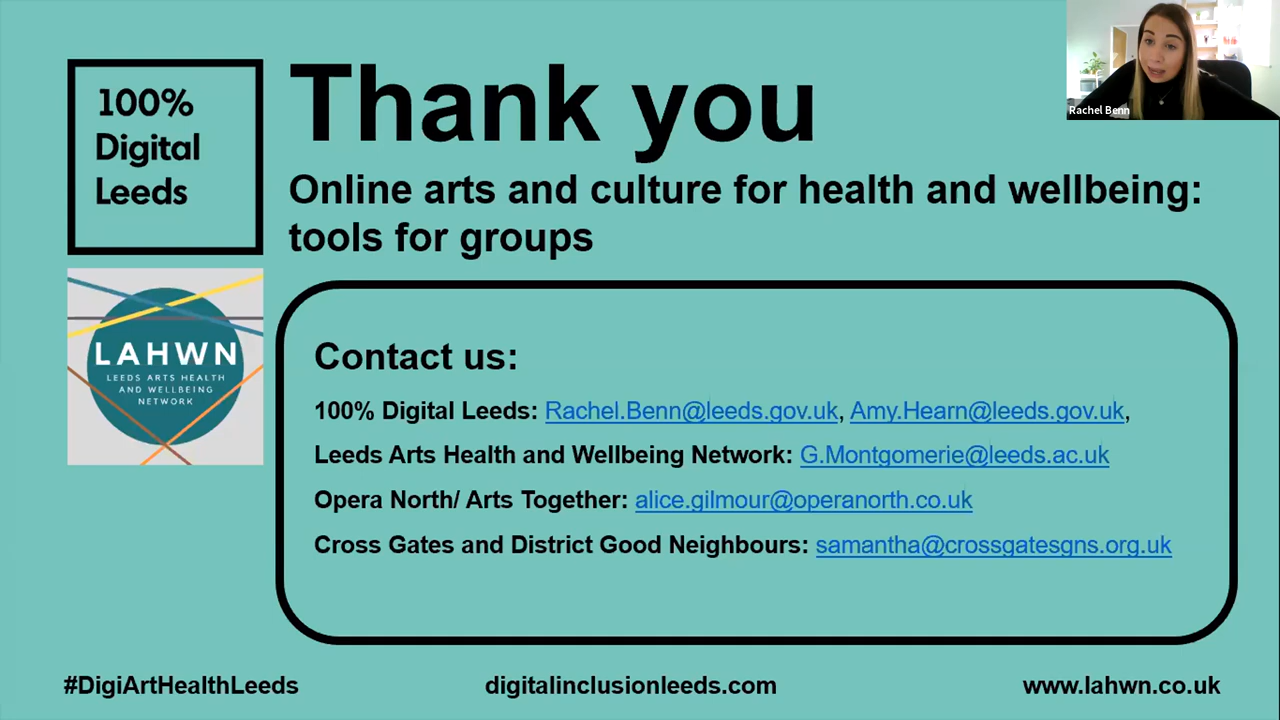 100%
Digital
Leeds
Thank you
Online arts and culture for health and wellbeing:
tools for groups
Rachel Benn
LAHWN
LEEDS ARTS HEALTH
AND WELLBEING
NETWORK
Contact us:
100% Digital Leeds: Rachel.Benn@leeds.gov.uk, Amy.Hearn@leeds.gov.uk,
Leeds Arts Health and Wellbeing Network: G.Montgomerie@leeds.ac.uk
Opera North/ Arts Together: alice.gilmour@operanorth.co.uk
Cross Gates and District Good Neighbours: samantha@crossgatesgns.org.uk
#DigiArtHealthLeeds
digitalinclusionleeds.com
www.lahwn.co.uk